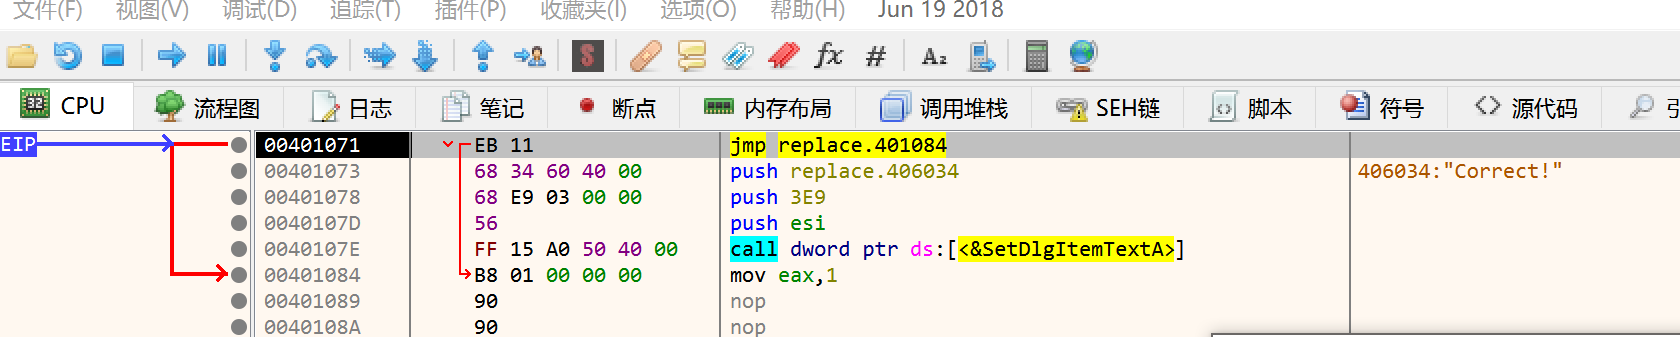 文件(F) 视图(V) 调试(D) 追踪(T) 插件(P) 收藏夹(I) 选项(O) 帮助(H) Jun 19 2018
S fx # Az
32 CPU 流程图 日志 笔记 断点 内存布局 调用堆栈 SEH链 脚本 符号 <> 源代码
EIP 00401071 EB 11 jmp replace.401084
00401073 68 34 60 40 00 push replace.406034 406034:"Correct!"
00401078 68 E9 03 00 00 push 3E9
0040107D 56 push esi
0040107E FF 15 A0 50 40 00 call dword ptr ds:[<&SetDlgItemTextA>]
00401084 B8 01 00 00 00 mov eax,1
00401089 90 nop
0040108A 90 nop